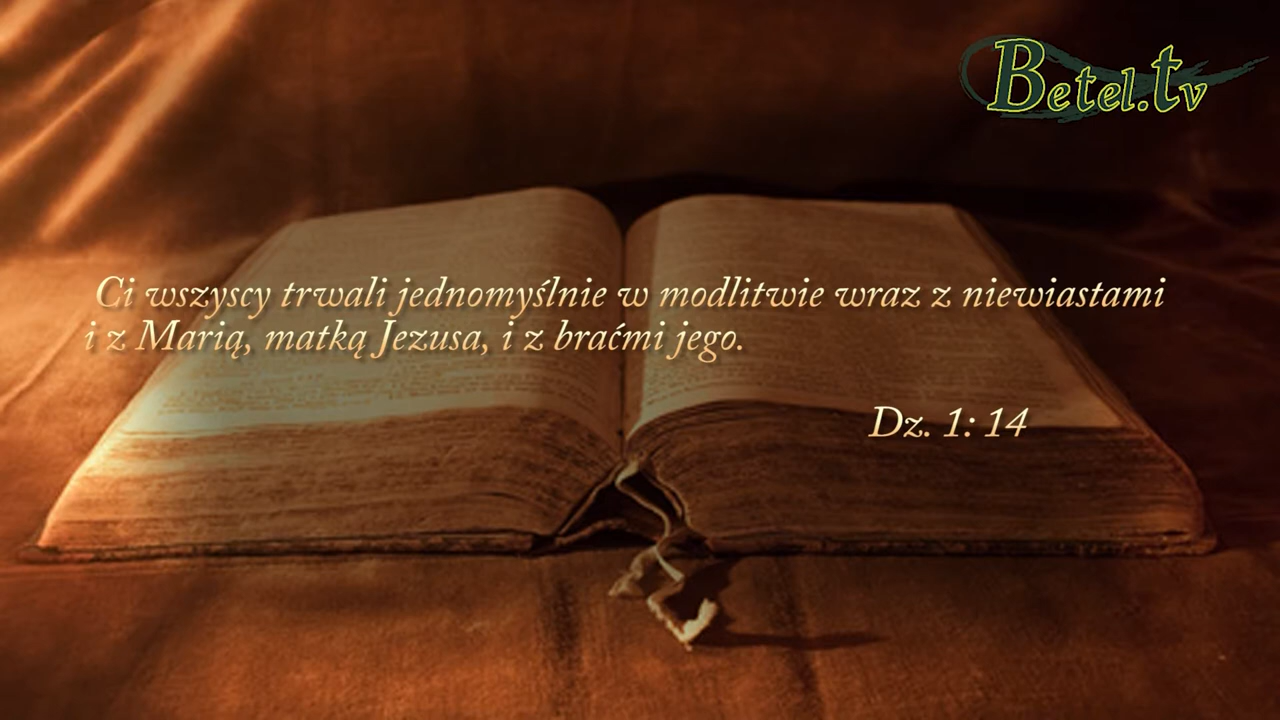 Betel.tv
Ci wszyscy trwali jednomyślnie w modlitwie wraz z niewiastami
i z Marią, matką Jezusa, i z braćmi jego.
Dz. 1: 14